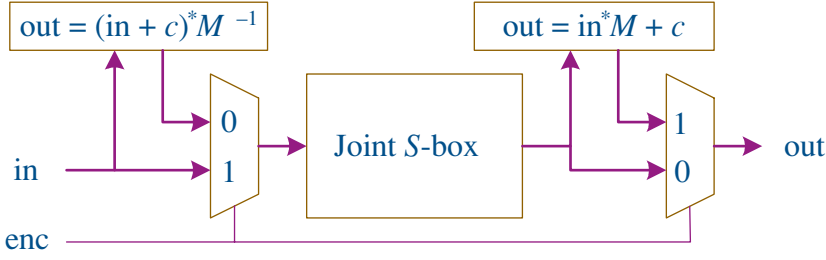 out = (in + c)*M⁻¹
out = in*M + c
0
1
Joint S-box
1
0
in
out
enc